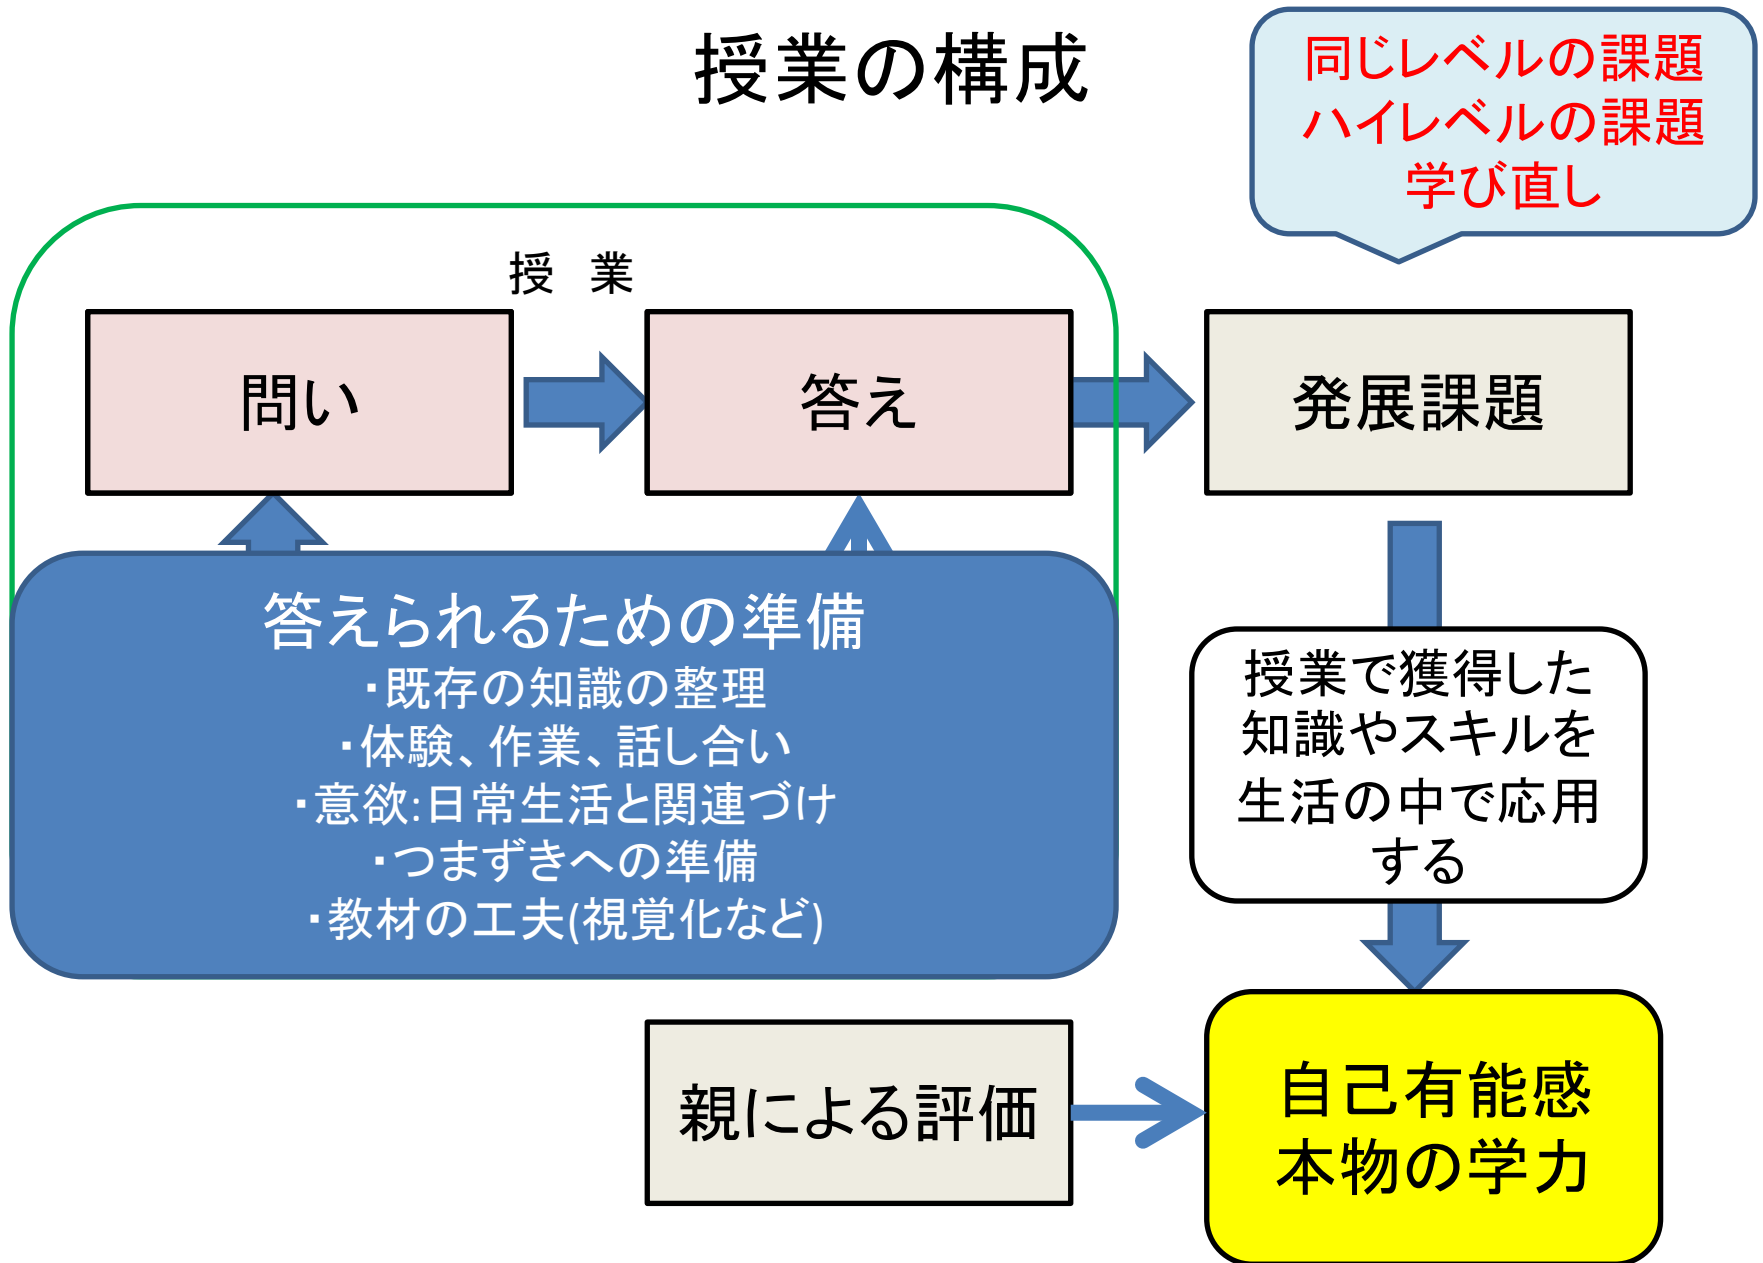 授業の構成
同じレベルの課題
ハイレベルの課題
学び直し
授　業
問い
答え
発展課題
答えられるための準備
・既存の知識の整理
・体験、作業、話し合い
・意欲:日常生活と関連づけ
・つまずきへの準備
・教材の工夫(視覚化など)
授業で獲得した
知識やスキルを
生活の中で応用
する
親による評価
自己有能感
本物の学力